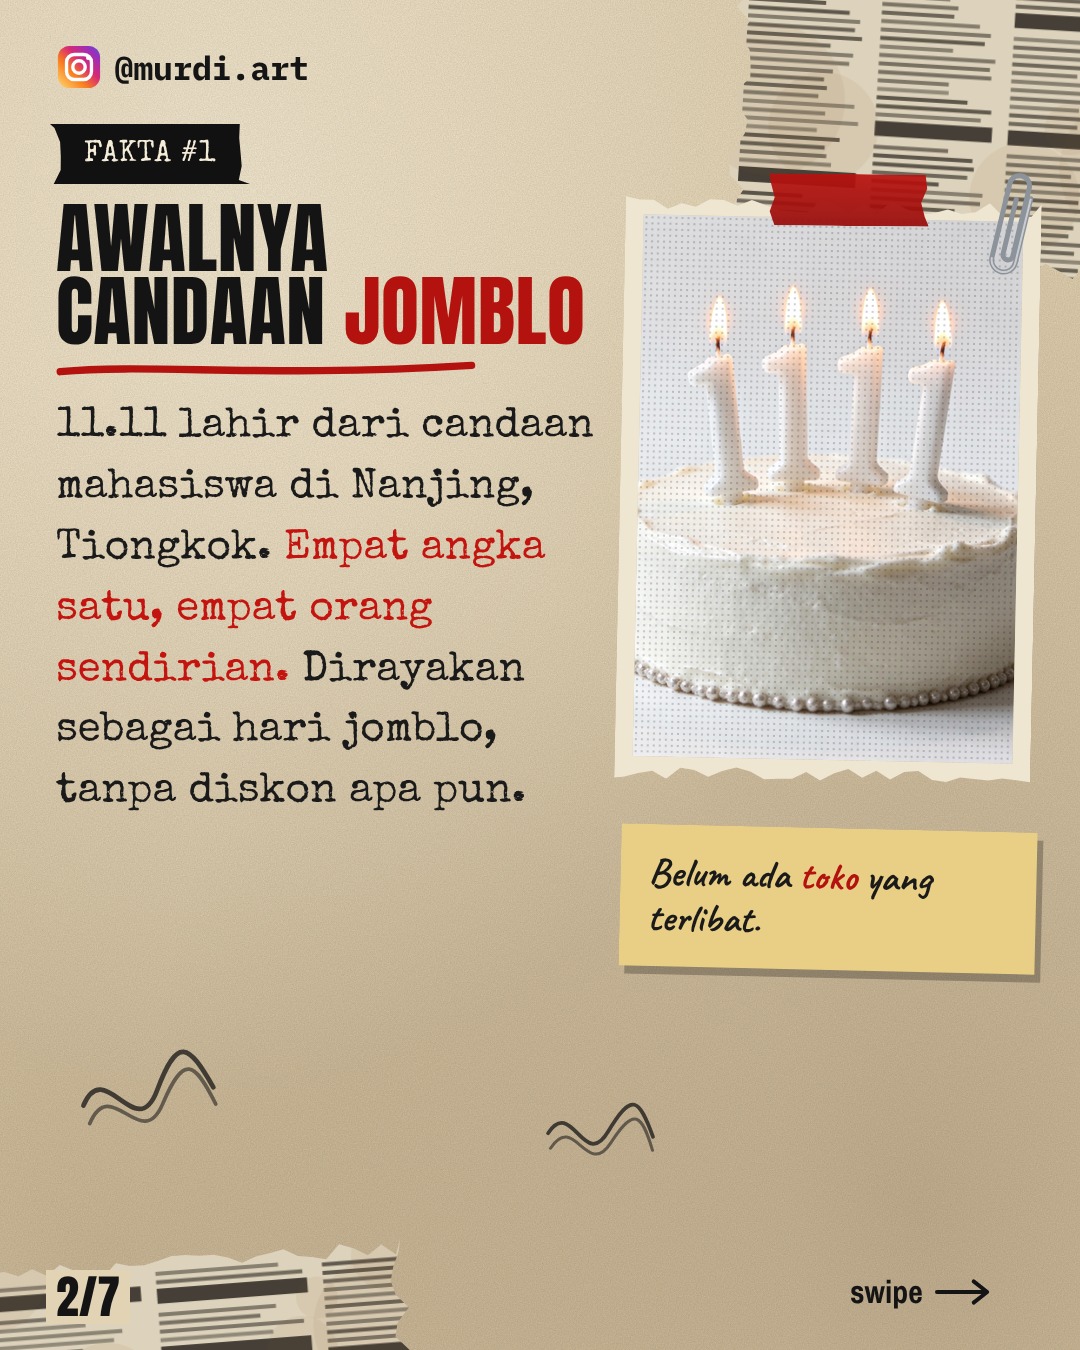 @murdi.art
FAKTA #1
AWALNYA
CANDAAN JOMBLO
11.11 lahir dari candaan
mahasiswa di Nanjing,
Tiongkok. Empat angka
satu, empat orang
sendirian. Dirayakan
sebagai hari jomblo,
tanpa diskon apa pun.
1111
Belum ada toko yang
terlibat.
2/7
swipe